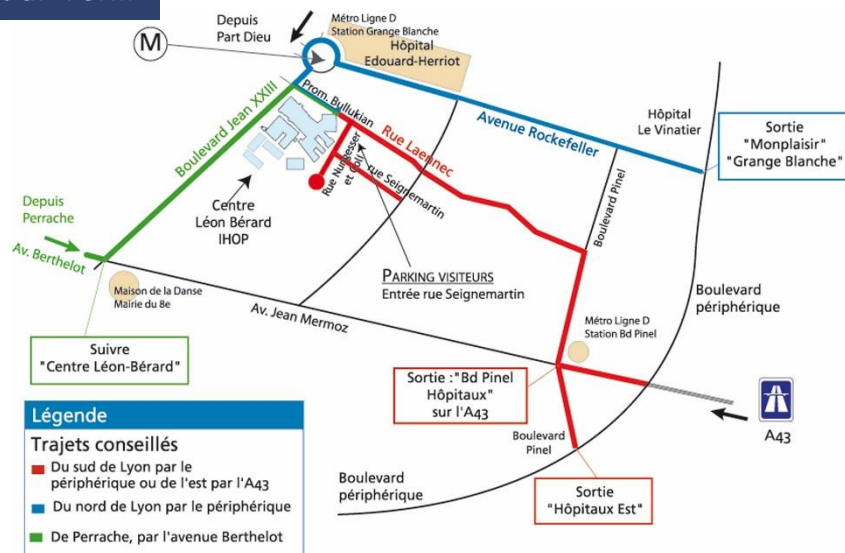 Depuis
Part Dieu
M
Métro Ligne D
Station Grange Blanche
Hôpital
Edouard-Herriot
Prom. Bullukian
Boulevard Jean XXIII
Rue Laennec
Avenue Rockefeller
Hôpital
Le Vinatier
Sortie
"Monplaisir"
"Grange Blanche"
Rue Nungesser
et Coli
rue Seignemartin
Boulevard Pinel
Centre
Léon Bérard
IHOP
Depuis
Perrache
Av. Berthelot
PARKING VISITEURS
Entrée rue Seignemartin
Boulevard
périphérique
Maison de la Danse
Mairie du 8e
Av. Jean Mermoz
Métro Ligne D
Station Bd Pinel
Suivre
"Centre Léon-Bérard"
Sortie :"Bd Pinel
Hôpitaux"
sur l'A43
A43
Boulevard
Pinel
Boulevard
périphérique
Sortie
"Hôpitaux Est"
Légende
Trajets conseillés
Du sud de Lyon par le
périphérique ou de l'est par l'A43
Du nord de Lyon par le périphérique
De Perrache, par l'avenue Berthelot